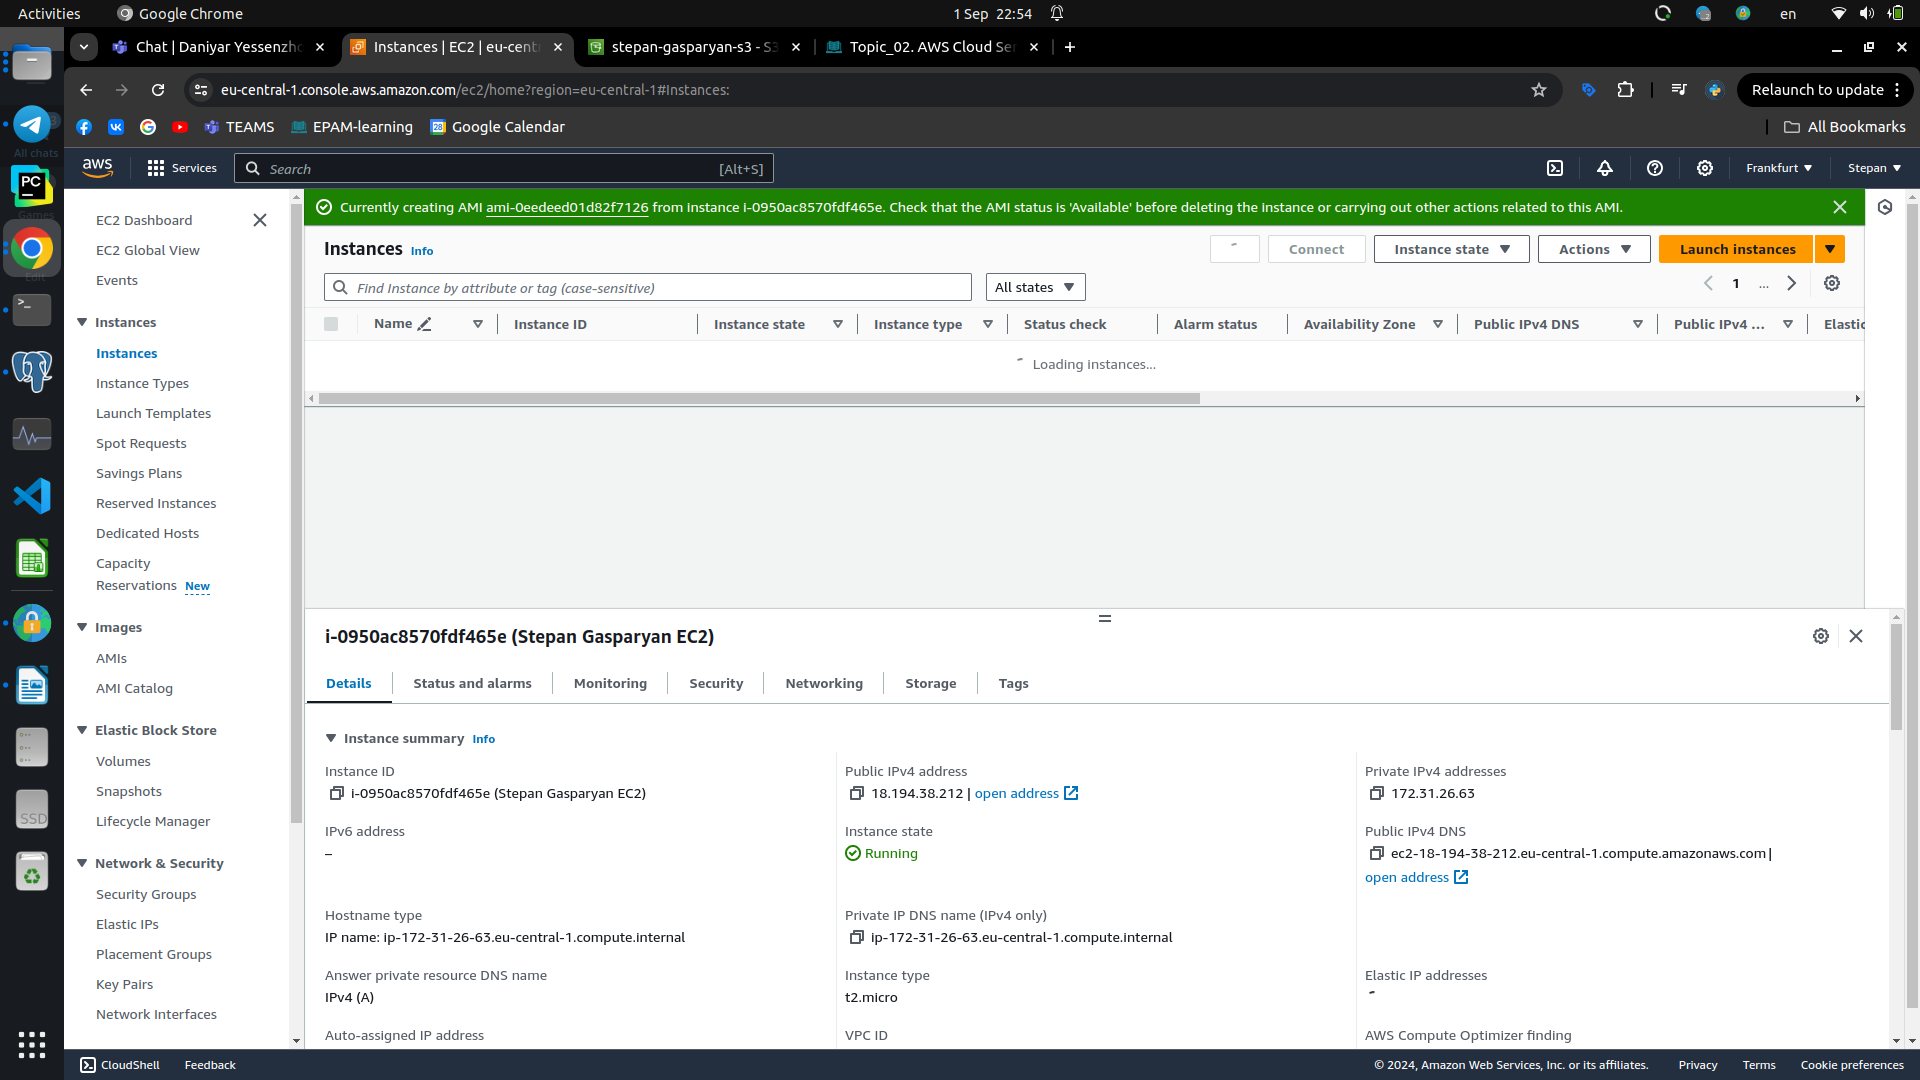 Activities
Google Chrome
1 Sep 22:54
en
Chat | Daniyar Yessenzho
Instances | EC2 | eu-centr
stepan-gasparyan-s3 - S3
Topic_02. AWS Cloud Ser
eu-central-1.console.aws.amazon.com/ec2/home?region=eu-central-1#Instances:
Relaunch to update
TEAMS
EPAM-learning
28
Google Calendar
All Bookmarks
aws
Services
Search
[Alt+S]
Frankfurt
Stepan
All chats
PC
Games
Edit
SSD
EC2 Dashboard
EC2 Global View
Events
Instances
Instances
Instance Types
Launch Templates
Spot Requests
Savings Plans
Reserved Instances
Dedicated Hosts
Capacity
Reservations New
Images
AMIs
AMI Catalog
Elastic Block Store
Volumes
Snapshots
Lifecycle Manager
Network & Security
Security Groups
Elastic IPs
Placement Groups
Key Pairs
Network Interfaces
Currently creating AMI ami-0eedeed01d82f7126 from instance i-0950ac8570fdf465e. Check that the AMI status is 'Available' before deleting the instance or carrying out other actions related to this AMI.
Instances Info
Connect
Instance state
Actions
Launch instances
Find Instance by attribute or tag (case-sensitive)
All states
1 ...
Name
Instance ID
Instance state
Instance type
Status check
Alarm status
Availability Zone
Public IPv4 DNS
Public IPv4 ...
Elastic
Loading instances...
i-0950ac8570fdf465e (Stepan Gasparyan EC2)
Details
Status and alarms
Monitoring
Security
Networking
Storage
Tags
Instance summary Info
Instance ID
i-0950ac8570fdf465e (Stepan Gasparyan EC2)
Public IPv4 address
18.194.38.212 | open address
Private IPv4 addresses
172.31.26.63
IPv6 address
–
Instance state
Running
Public IPv4 DNS
ec2-18-194-38-212.eu-central-1.compute.amazonaws.com |
open address
Hostname type
IP name: ip-172-31-26-63.eu-central-1.compute.internal
Private IP DNS name (IPv4 only)
ip-172-31-26-63.eu-central-1.compute.internal
Answer private resource DNS name
IPv4 (A)
Instance type
t2.micro
Elastic IP addresses
Auto-assigned IP address
VPC ID
AWS Compute Optimizer finding
CloudShell
Feedback
© 2024, Amazon Web Services, Inc. or its affiliates.
Privacy
Terms
Cookie preferences